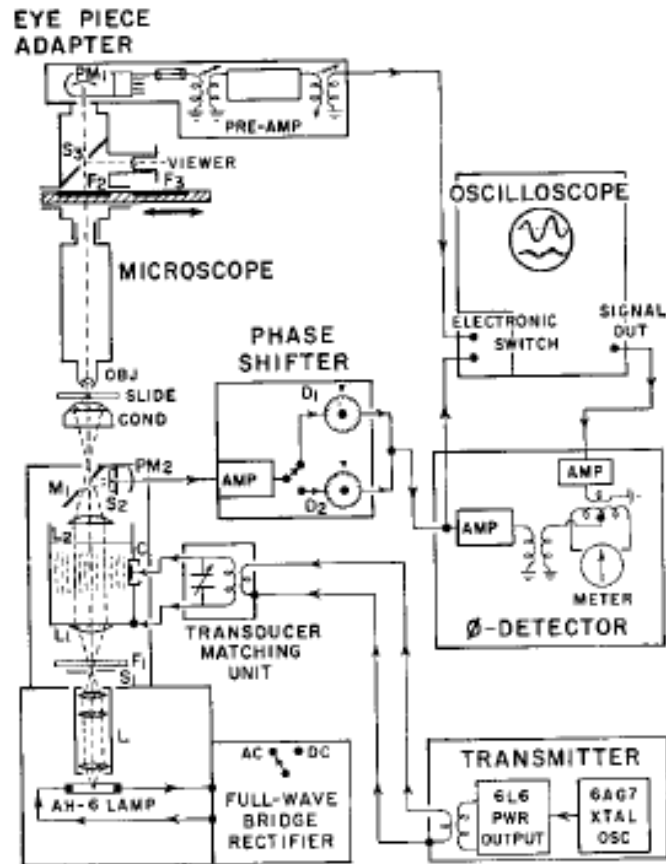 EYE PIECE
ADAPTER
PM1
PRE-AMP
S3
VIEWER
F2
F3
OSCILLOSCOPE
MICROSCOPE
SIGNAL
OUT
ELECTRONIC
SWITCH
PHASE
SHIFTER
OBJ
SLIDE
COND
D1
AMP
D2
PM2
M1
S2
L2
C
AMP
AMP
METER
Ø-DETECTOR
TRANSDUCER
MATCHING
UNIT
L1
F1
S1
L
AH-6 LAMP
AC
DC
FULL-WAVE
BRIDGE
RECTIFIER
TRANSMITTER
6L6
PWR
OUTPUT
6AG7
XTAL
OSC